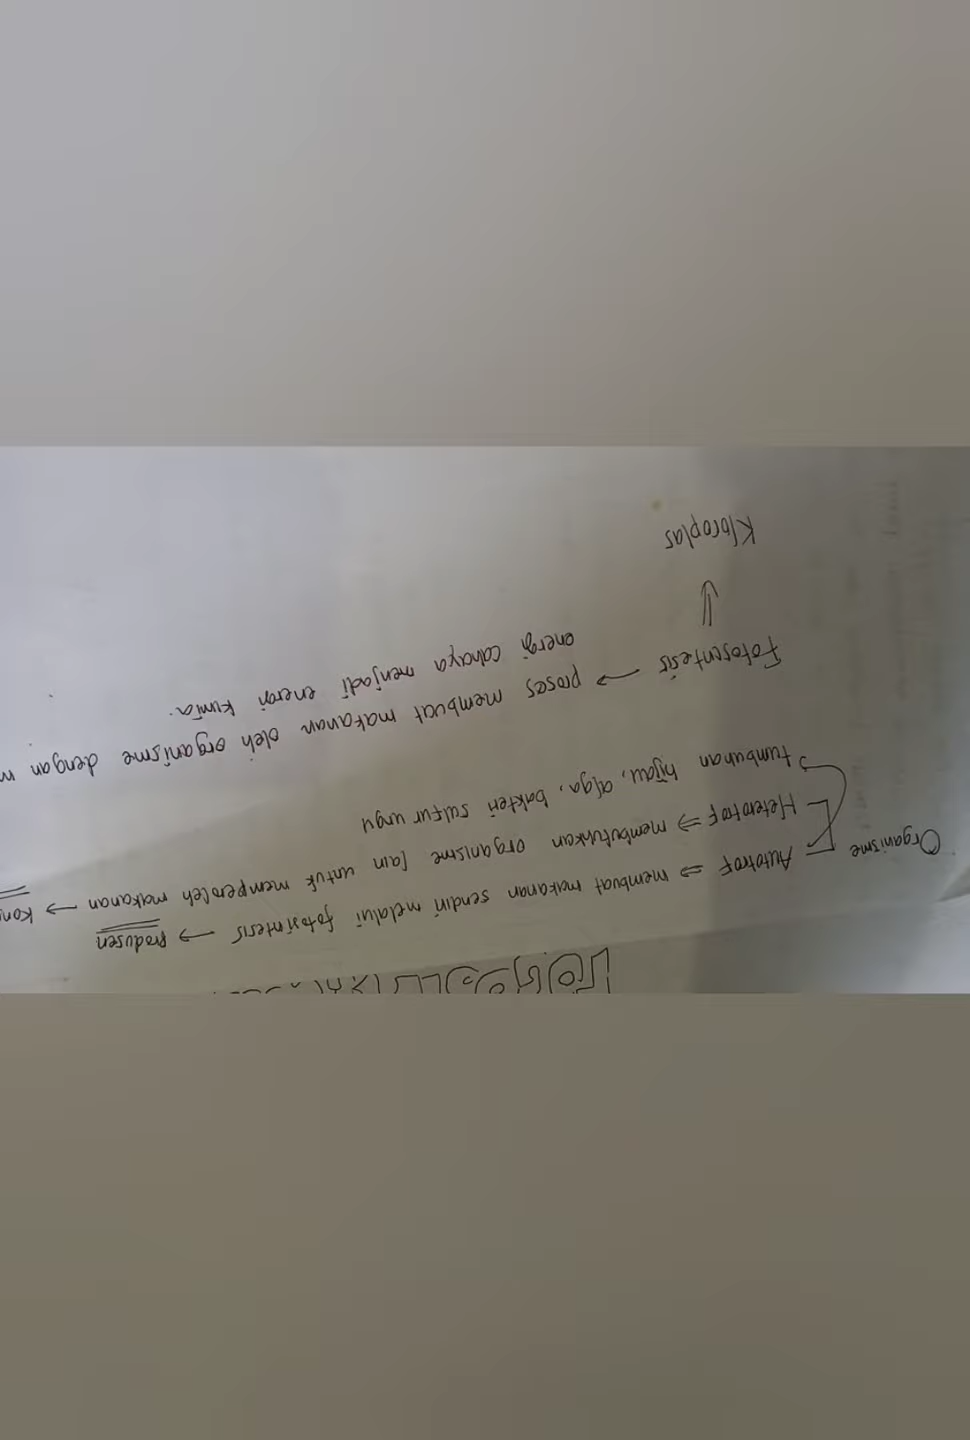 Organisme
Autotrof ⇒ membuat makanan sendiri melalui fotosintesis → Produsen
Heterotrof ⇒ membutuhkan organisme lain untuk memperoleh makanan → Kon
tumbuhan hijau, alga, bakteri sulfur ungu
Fotosintesis → proses membuat makanan oleh organisme dengan m
energi cahaya menjadi energi kimia.
⇓
Kloroplas